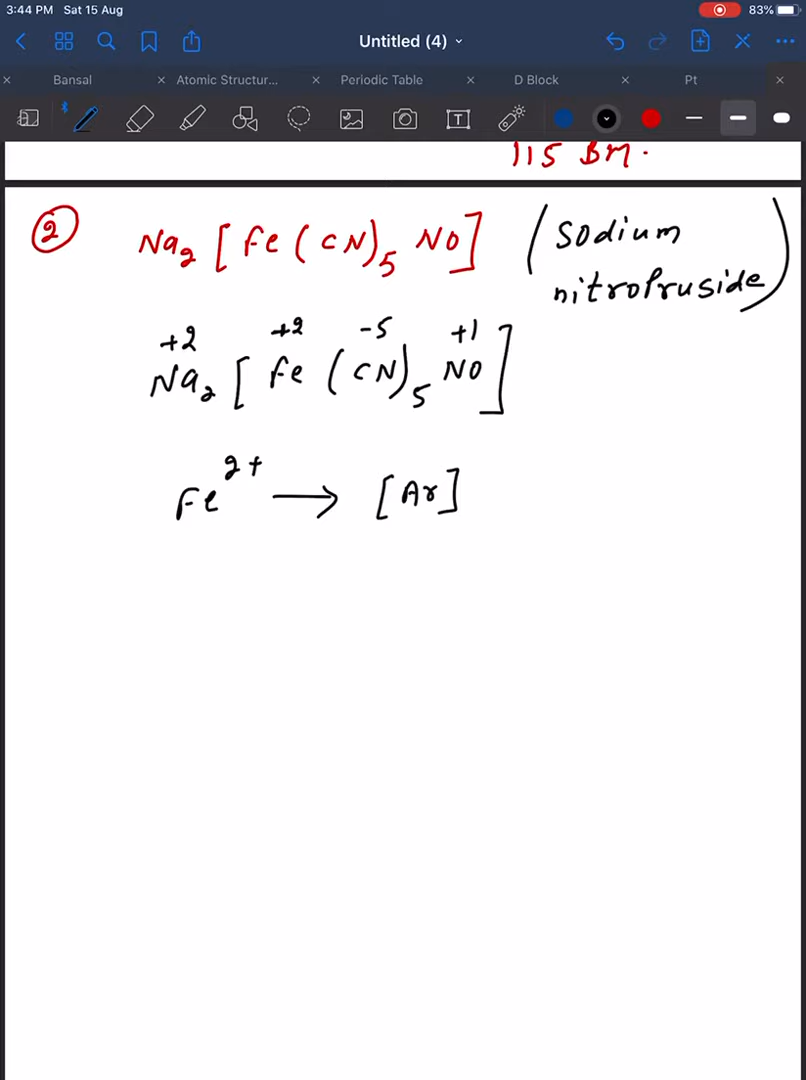 3:44 PM Sat 15 Aug 83%
Untitled (4)
Bansal Atomic Structur... Periodic Table D Block Pt
115 BM.
② Na₂ [Fe(CN)₅ NO] (Sodium
nitropruside)
+2 +2 -5 +1
Na₂ [Fe (CN)₅ NO]
Fe²⁺ → [Ar]